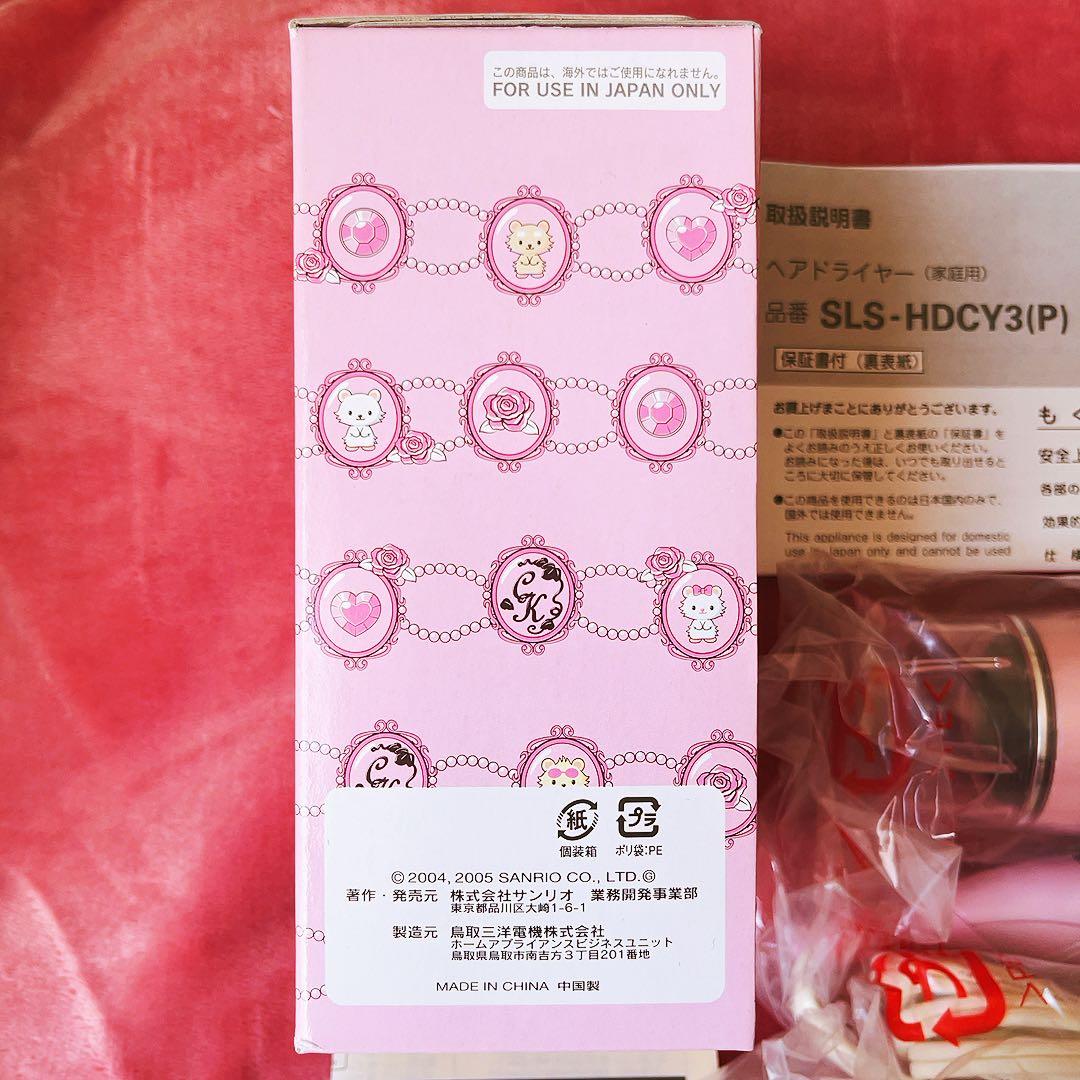 この商品は、海外ではご使用になれません。
FOR USE IN JAPAN ONLY
GK
紙
個装箱
プラ
ポリ袋:PE
©2004, 2005 SANRIO CO., LTD.Ⓖ
著作・発売元 株式会社サンリオ 業務開発事業部
東京都品川区大崎1-6-1
製造元 鳥取三洋電機株式会社
ホームアプライアンスビジネスユニット
鳥取県鳥取市南吉方3丁目201番地
MADE IN CHINA 中国製
取扱説明書
ヘアドライヤー（家庭用）
品番 SLS-HDCY3(P)
保証書付（裏表紙）
お買上げまことにありがとうございます。
●この「取扱説明書」と裏表紙の「保証書」を
よくお読みのうえ正しくお使いください。
お読みになった後は、いつでも取り出せると
ころに大切に保管してください。
●この商品を使用できるのは日本国内のみで、
国外では使用できません。
This appliance is designed for domestic
use in Japan only and cannot be used
も く
安全上
各部の
効果的
仕 様